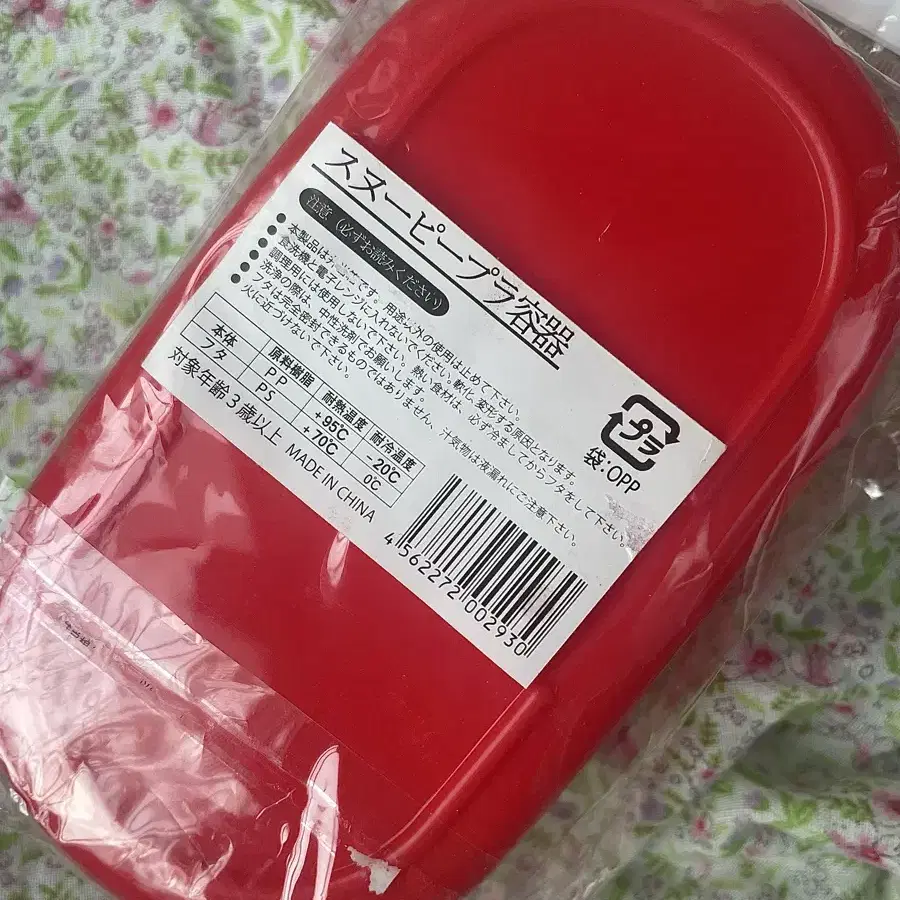 スヌーピープラ容器
注意(必ずお読みください)
●本製品は弁当箱です。用途以外の使用は止めて下さい。
●食洗機と電子レンジに入れないでください。軟化、変形する原因となります。
●調理用には使用しないで下さい。熱い食材は、必ず冷ましてからフタをして下さい。
●洗浄の際は、中性洗剤でお願いします。
●フタは完全密封できるものではありません、汁気物は液漏れにご注意下さい。
●火に近づけないで下さい。
原料樹脂 耐熱温度 耐冷温度
本体 PP +95℃ -20℃
フタ PS +70℃ 0℃
対象年齢3歳以上 MADE IN CHINA
プラ
袋:OPP
4 562272 002930